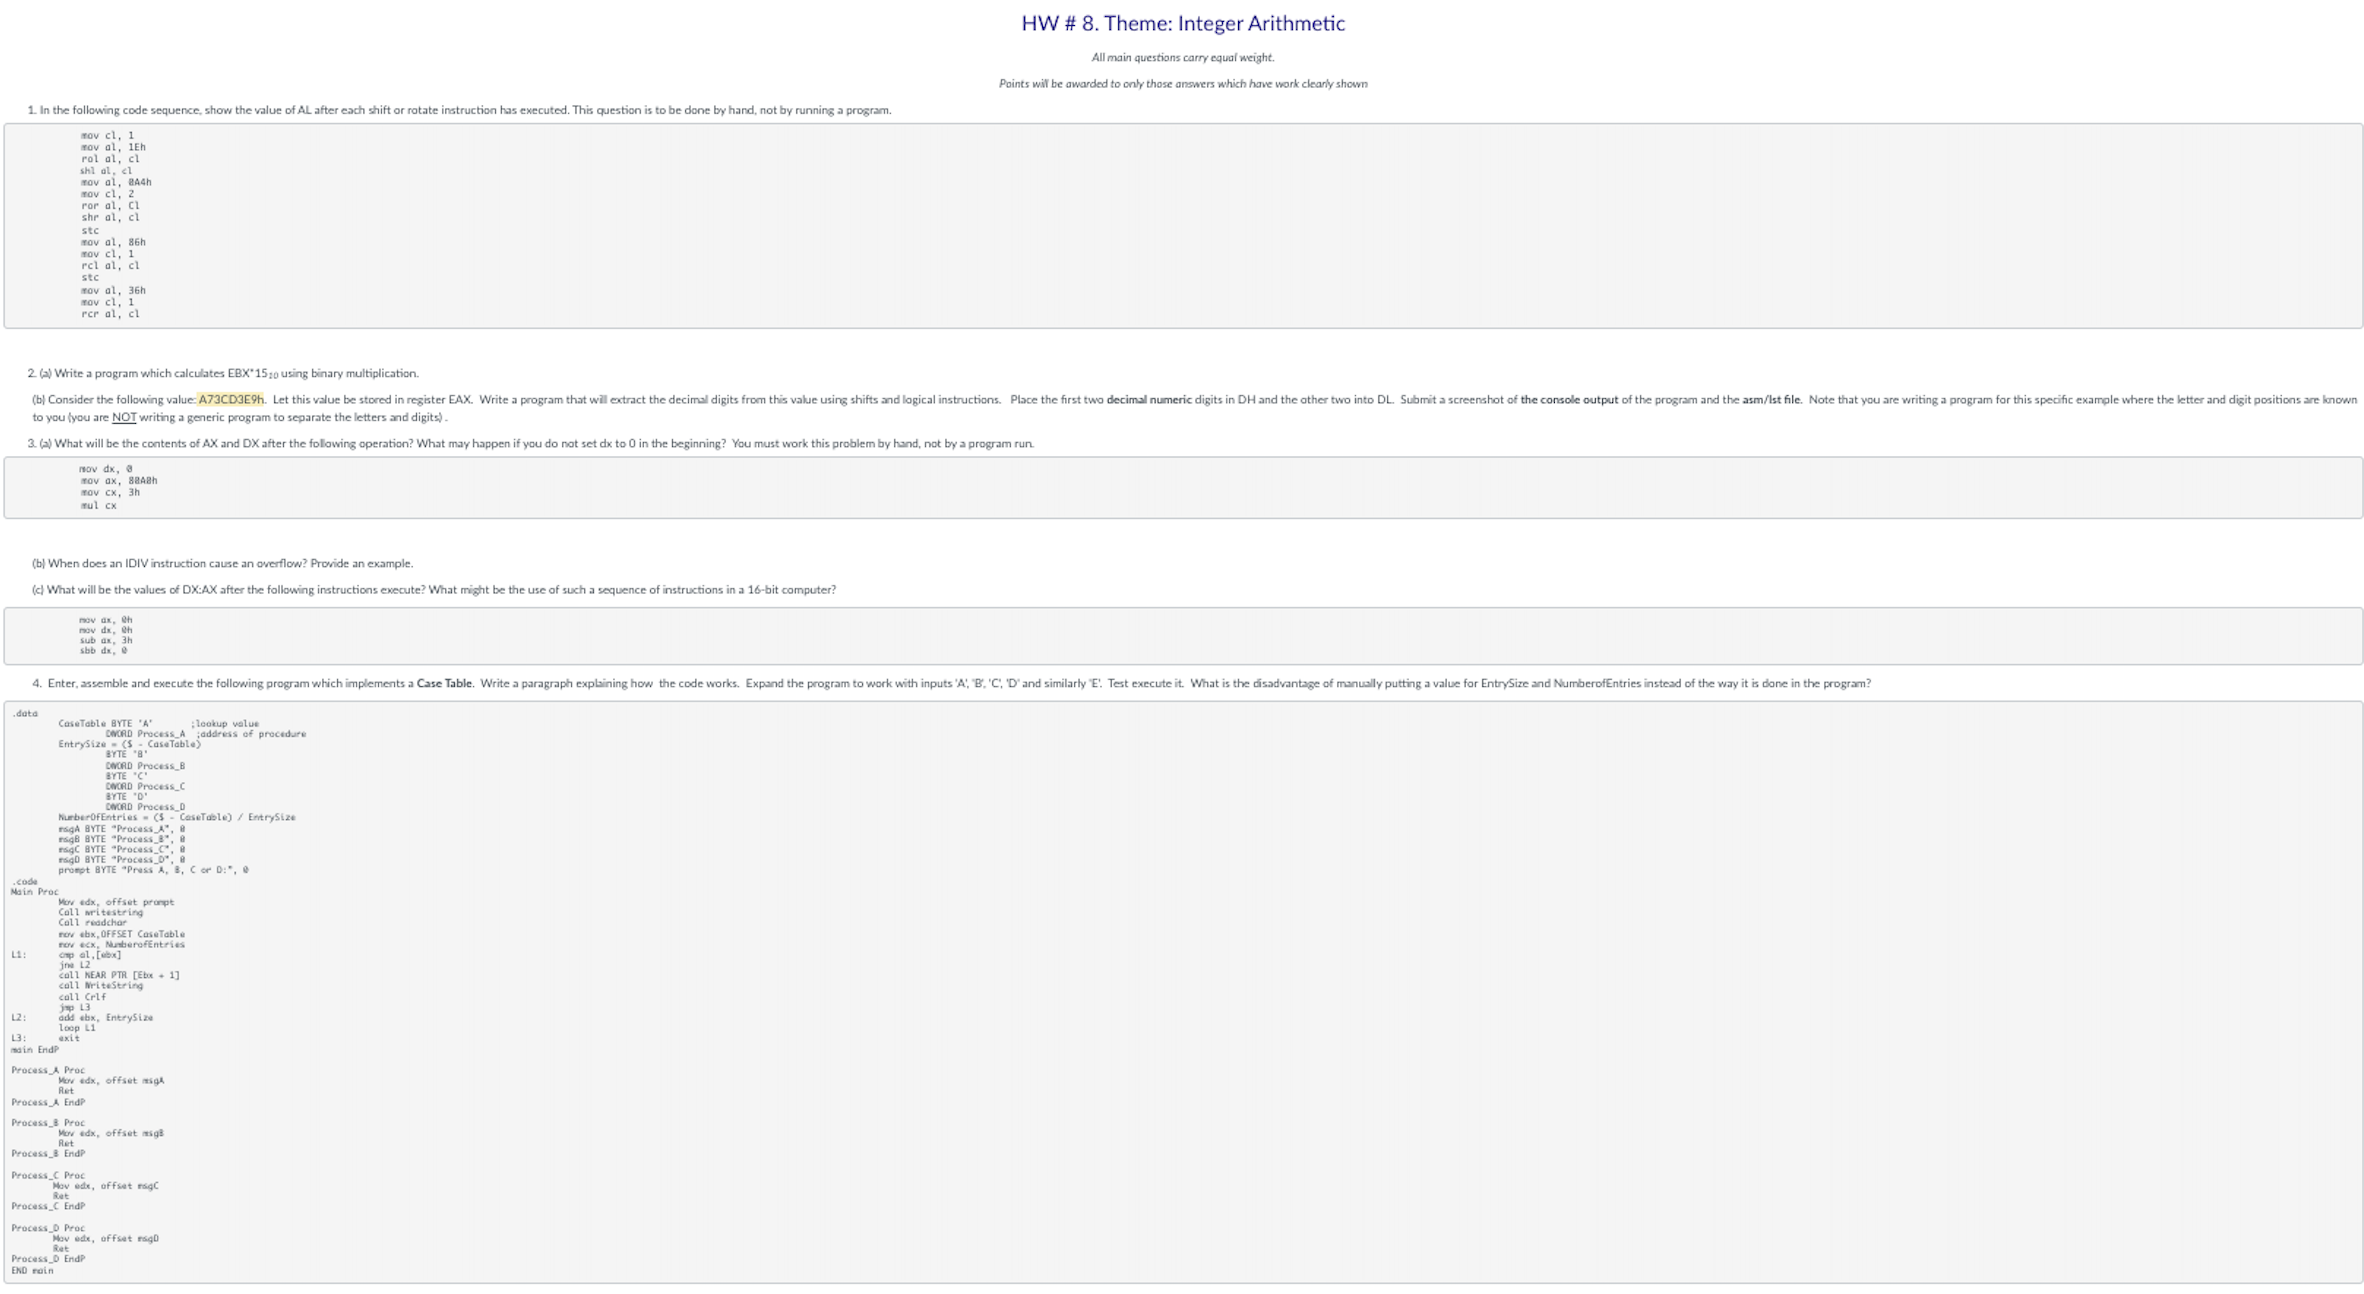 HW # 8. Theme: Integer Arithmetic
All main questions carry equal weight.
Points will be awarded to only those answers which have work clearly shown
1. In the following code sequence, show the value of AL after each shift or rotate instruction has executed. This question is to be done by hand, not by running a program.
mov cl, 1
mov al, 1Eh
rol al, cl
shl al, cl
mov al, 0A4h
mov cl, 2
ror al, Cl
shr al, cl
stc
mov al, 86h
mov cl, 1
rcl al, cl
stc
mov al, 36h
mov cl, 1
rcr al, cl
2. (a) Write a program which calculates EBX*15₁₀ using binary multiplication.
(b) Consider the following value: A73CD3E9h. Let this value be stored in register EAX. Write a program that will extract the decimal digits from this value using shifts and logical instructions. Place the first two decimal numeric digits in DH and the other two into DL. Submit a screenshot of the console output of the program and the asm/lst file. Note that you are writing a program for this specific example where the letter and digit positions are known
to you (you are NOT writing a generic program to separate the letters and digits) .
3. (a) What will be the contents of AX and DX after the following operation? What may happen if you do not set dx to 0 in the beginning? You must work this problem by hand, not by a program run.
mov dx, 0
mov ax, 80A0h
mov cx, 3h
mul cx
(b) When does an IDIV instruction cause an overflow? Provide an example.
(c) What will be the values of DX:AX after the following instructions execute? What might be the use of such a sequence of instructions in a 16-bit computer?
mov ax, 0h
mov dx, 0h
sub ax, 3h
sbb dx, 0
4. Enter, assemble and execute the following program which implements a Case Table. Write a paragraph explaining how the code works. Expand the program to work with inputs 'A', 'B', 'C', 'D' and similarly 'E'. Test execute it. What is the disadvantage of manually putting a value for EntrySize and NumberofEntries instead of the way it is done in the program?
.data
CaseTable BYTE 'A' ;lookup value
DWORD Process_A ;address of procedure
EntrySize = ($ - CaseTable)
BYTE 'B'
DWORD Process_B
BYTE 'C'
DWORD Process_C
BYTE 'D'
DWORD Process_D
NumberOfEntries = ($ - CaseTable) / EntrySize
msgA BYTE "Process_A", 0
msgB BYTE "Process_B", 0
msgC BYTE "Process_C", 0
msgD BYTE "Process_D", 0
prompt BYTE "Press A, B, C or D:", 0
.code
Main Proc
Mov edx, offset prompt
Call writestring
Call readchar
mov ebx,OFFSET CaseTable
mov ecx, NumberofEntries
L1: cmp al,[ebx]
jne L2
call NEAR PTR [Ebx + 1]
call WriteString
call Crlf
jmp L3
L2: add ebx, EntrySize
loop L1
L3: exit
main EndP
Process_A Proc
Mov edx, offset msgA
Ret
Process_A EndP
Process_B Proc
Mov edx, offset msgB
Ret
Process_B EndP
Process_C Proc
Mov edx, offset msgC
Ret
Process_C EndP
Process_D Proc
Mov edx, offset msgD
Ret
Process_D EndP
END main